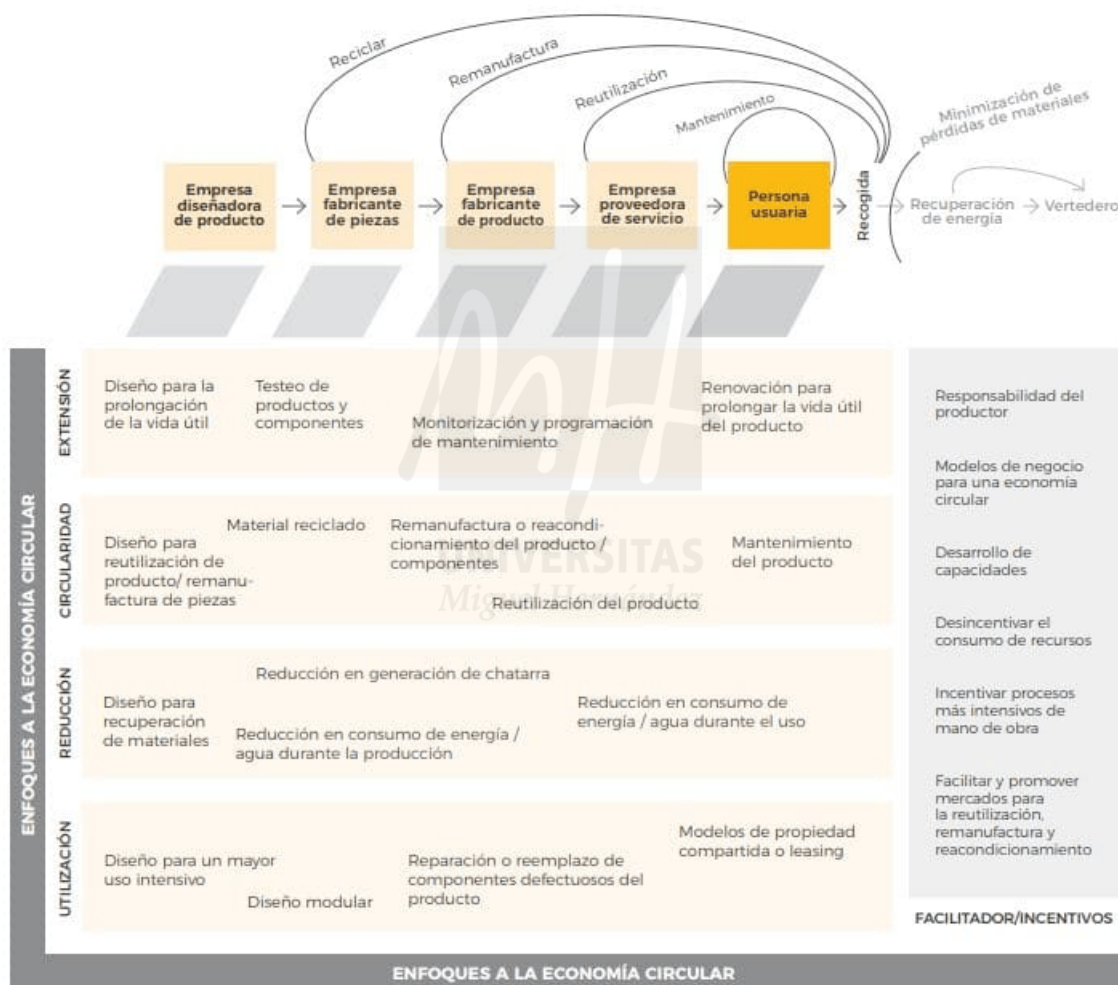 Reciclar
Remanufactura
Reutilización
Mantenimiento
Minimización de
pérdidas de materiales
Empresa
diseñadora
de producto
Empresa
fabricante
de piezas
Empresa
fabricante
de producto
Empresa
proveedora
de servicio
Persona
usuaria
Recogida
Recuperación
de energía
Vertedero
ENFOQUES A LA ECONOMÍA CIRCULAR
EXTENSIÓN
Diseño para la
prolongación
de la vida útil
Testeo de
productos y
componentes
Monitorización y programación
de mantenimiento
Renovación para
prolongar la vida útil
del producto
CIRCULARIDAD
Diseño para
reutilización de
producto/ remanu-
factura de piezas
Material reciclado
Remanufactura o reacondi-
cionamiento del producto /
componentes
Reutilización del producto
Mantenimiento
del producto
REDUCCIÓN
Diseño para
recuperación
de materiales
Reducción en generación de chatarra
Reducción en consumo de energía /
agua durante la producción
Reducción en consumo de
energía / agua durante el uso
UTILIZACIÓN
Diseño para un mayor
uso intensivo
Diseño modular
Reparación o reemplazo de
componentes defectuosos del
producto
Modelos de propiedad
compartida o leasing
Responsabilidad del
productor
Modelos de negocio
para una economía
circular
Desarrollo de
capacidades
Desincentivar el
consumo de recursos
Incentivar procesos
más intensivos de
mano de obra
Facilitar y promover
mercados para
la reutilización,
remanufactura y
reacondicionamiento
FACILITADOR/INCENTIVOS
ENFOQUES A LA ECONOMÍA CIRCULAR
UNIVERSITAS
Miguel Hernández